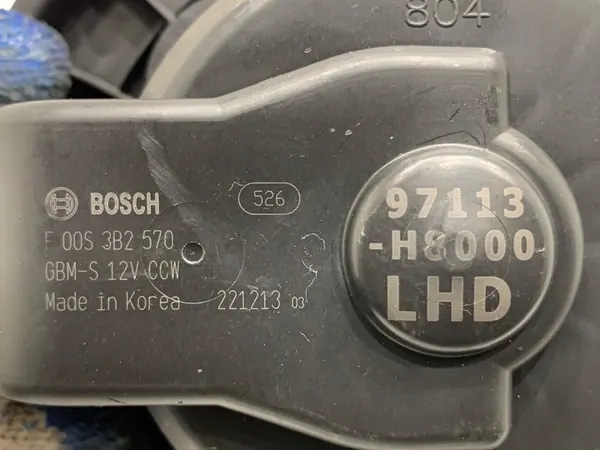 804
BOSCH
526
F 00S 3B2 570
GBM-S 12V CCW
Made in Korea 221213 03
97113
-H8000
LHD